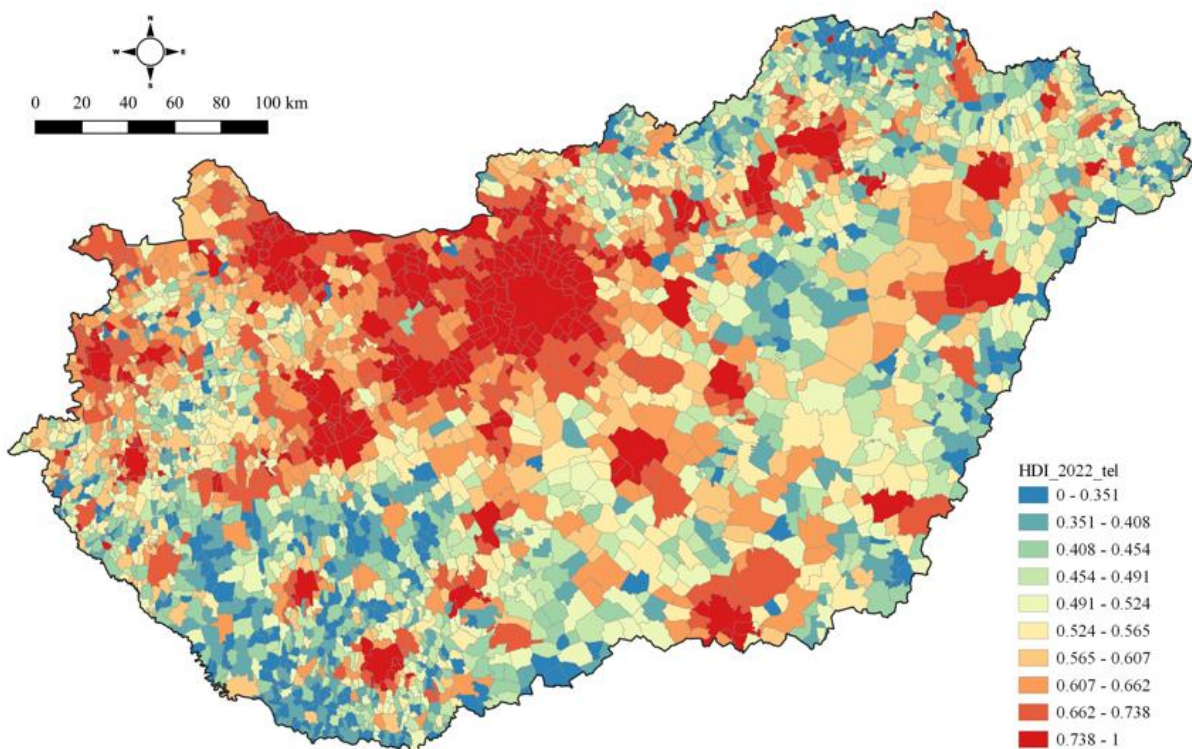 N
W E
S
0 20 40 60 80 100 km
HDI_2022_tel
0 - 0.351
0.351 - 0.408
0.408 - 0.454
0.454 - 0.491
0.491 - 0.524
0.524 - 0.565
0.565 - 0.607
0.607 - 0.662
0.662 - 0.738
0.738 - 1